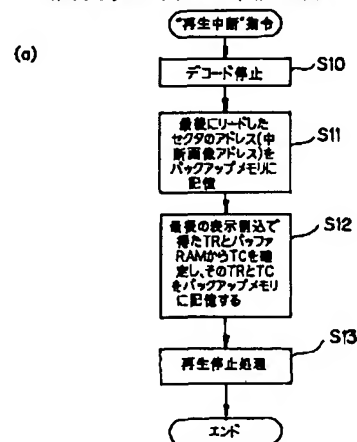 "再生中断"指令
(a)
デコード停止
S10
最後にリードした
セクタのアドレス(中
断画像アドレス)を
バックアップメモリに
記憶
S11
最後の表示割込で
得たTRとバッファ
RAMからTCを確
定し、そのTRとTC
をバックアップメモリ
に記憶する
S12
再生停止処理
S13
エンド